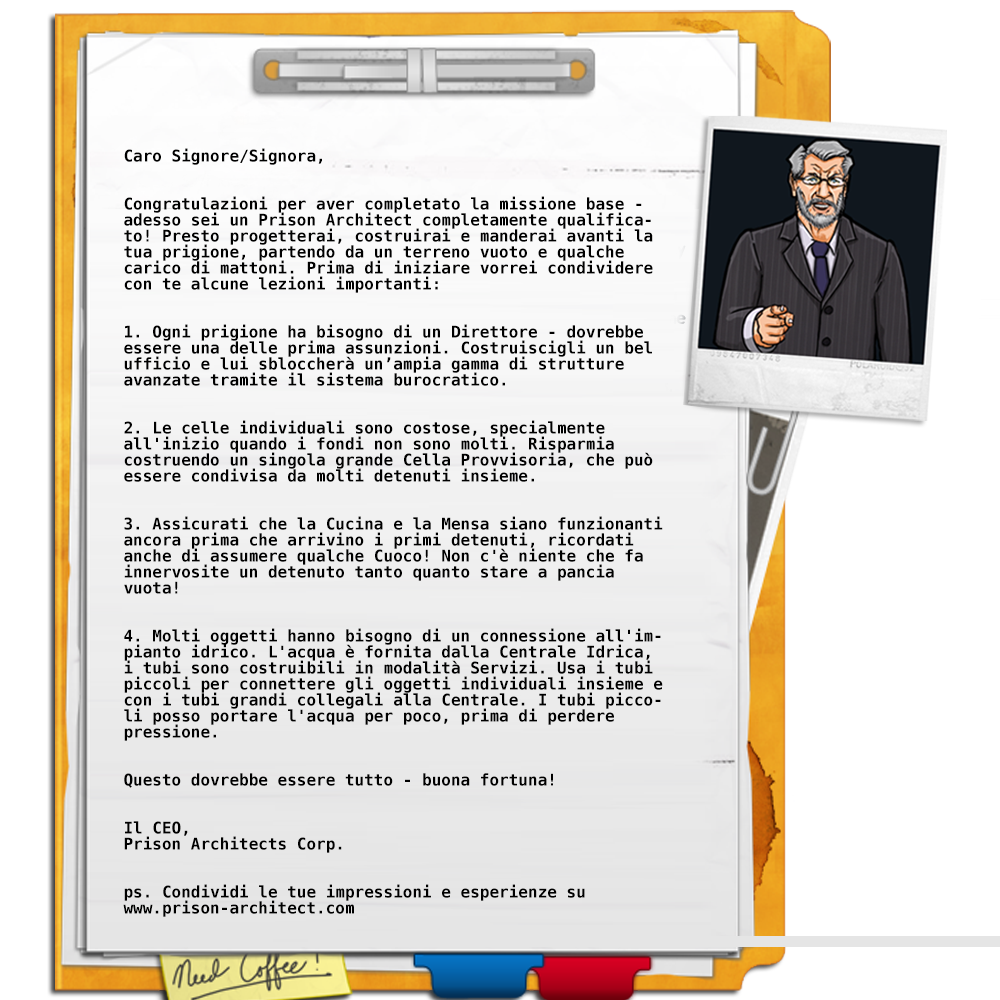 Caro Signore/Signora,
Congratulazioni per aver completato la missione base -
adesso sei un Prison Architect completamente qualifica-
to! Presto progetterai, costruirai e manderai avanti la
tua prigione, partendo da un terreno vuoto e qualche
carico di mattoni. Prima di iniziare vorrei condividere
con te alcune lezioni importanti:
1. Ogni prigione ha bisogno di un Direttore - dovrebbe
essere una delle prima assunzioni. Costruiscigli un bel
ufficio e lui sbloccherà un’ampia gamma di strutture
avanzate tramite il sistema burocratico.
2. Le celle individuali sono costose, specialmente
all'inizio quando i fondi non sono molti. Risparmia
costruendo un singola grande Cella Provvisoria, che può
essere condivisa da molti detenuti insieme.
3. Assicurati che la Cucina e la Mensa siano funzionanti
ancora prima che arrivino i primi detenuti, ricordati
anche di assumere qualche Cuoco! Non c'è niente che fa
innervosite un detenuto tanto quanto stare a pancia
vuota!
4. Molti oggetti hanno bisogno di un connessione all'im-
pianto idrico. L'acqua è fornita dalla Centrale Idrica,
i tubi sono costruibili in modalità Servizi. Usa i tubi
piccoli per connettere gli oggetti individuali insieme e
con i tubi grandi collegali alla Centrale. I tubi picco-
li posso portare l'acqua per poco, prima di perdere
pressione.
Questo dovrebbe essere tutto - buona fortuna!
Il CEO,
Prison Architects Corp.
ps. Condividi le tue impressioni e esperienze su
www.prison-architect.com
Need Coffee!